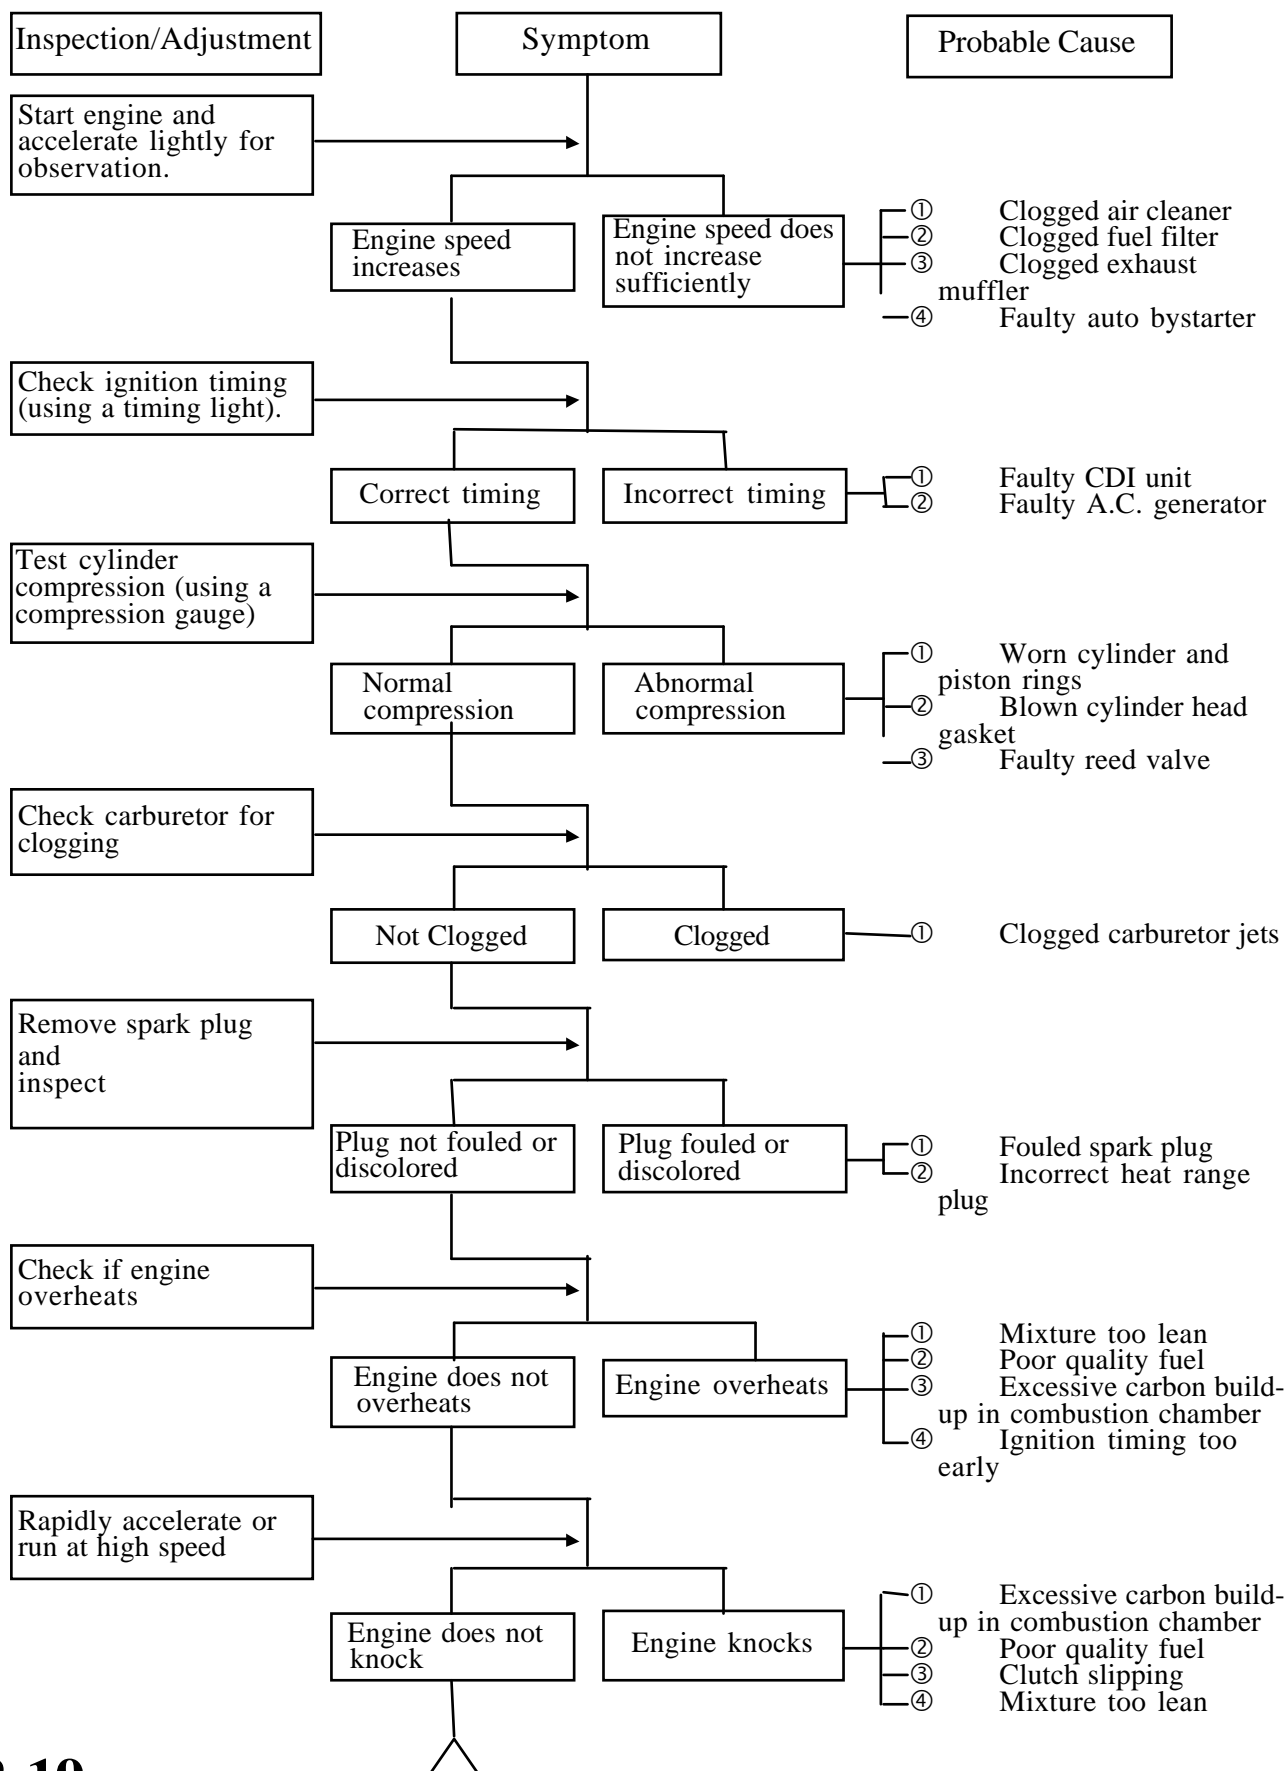 Inspection/Adjustment
Symptom
Probable Cause
Start engine and
accelerate lightly for
observation.
Engine speed
increases
Engine speed does
not increase
sufficiently
① Clogged air cleaner
② Clogged fuel filter
③ Clogged exhaust
muffler
④ Faulty auto bystarter
Check ignition timing
(using a timing light).
Correct timing
Incorrect timing
① Faulty CDI unit
② Faulty A.C. generator
Test cylinder
compression (using a
compression gauge)
Normal
compression
Abnormal
compression
① Worn cylinder and
piston rings
② Blown cylinder head
gasket
③ Faulty reed valve
Check carburetor for
clogging
Not Clogged
Clogged
① Clogged carburetor jets
Remove spark plug
and
inspect
Plug not fouled or
discolored
Plug fouled or
discolored
① Fouled spark plug
② Incorrect heat range
plug
Check if engine
overheats
Engine does not
overheats
Engine overheats
① Mixture too lean
② Poor quality fuel
③ Excessive carbon build-
up in combustion chamber
④ Ignition timing too
early
Rapidly accelerate or
run at high speed
Engine does not
knock
Engine knocks
① Excessive carbon build-
up in combustion chamber
② Poor quality fuel
③ Clutch slipping
④ Mixture too lean